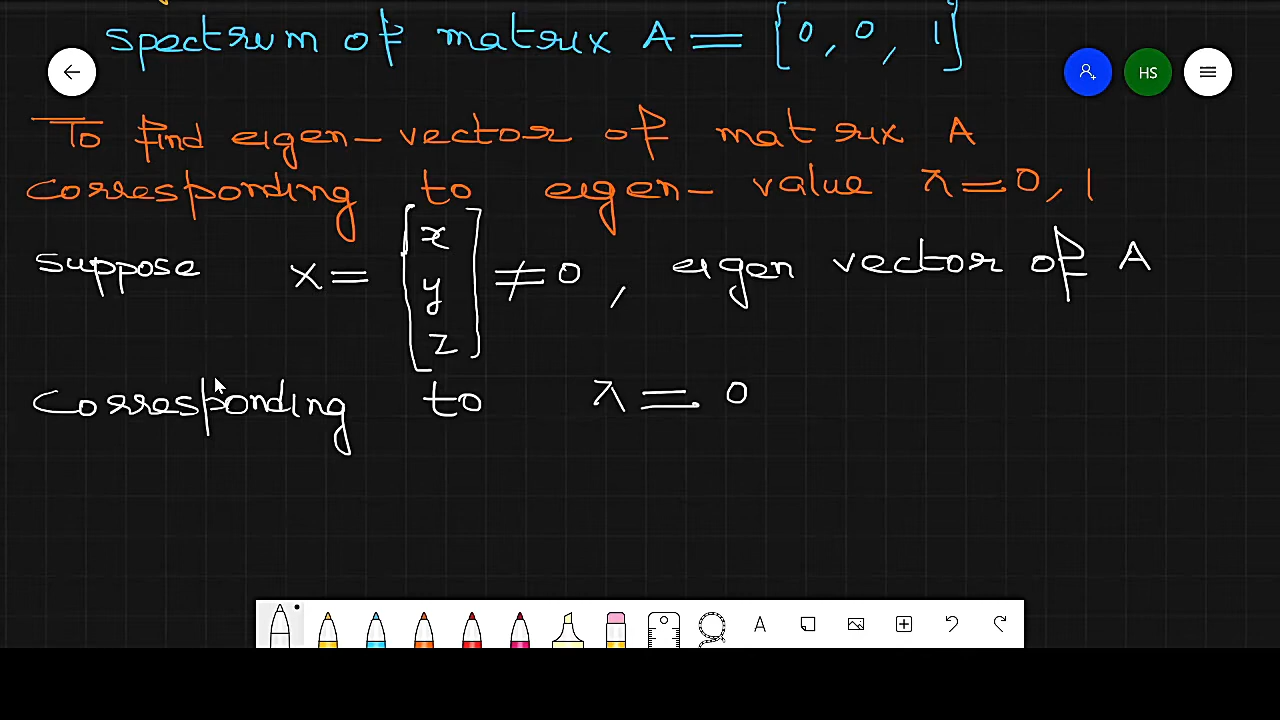 spectrum of matrix A = {0, 0, 1}
HS
To find eigen-vector of matrix A
corresponding to eigen-value λ=0, 1
suppose X = [x y z] ≠ 0, eigen vector of A
corresponding to λ = 0
A